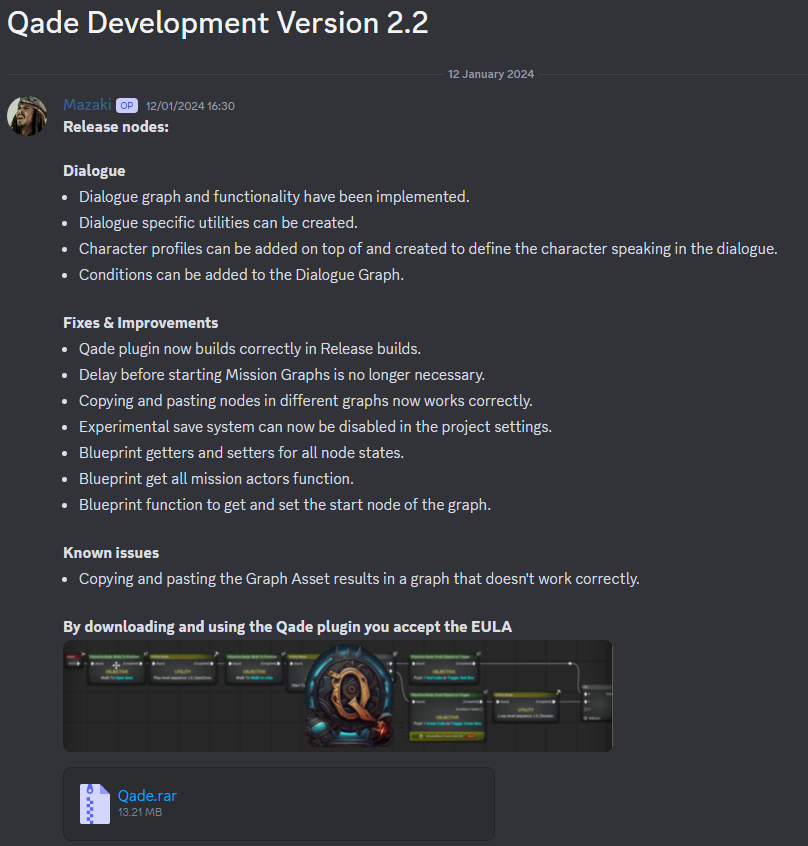 Qade Development Version 2.2
12 January 2024
Mazaki OP 12/01/2024 16:30
Release nodes:
Dialogue
• Dialogue graph and functionality have been implemented.
• Dialogue specific utilities can be created.
• Character profiles can be added on top of and created to define the character speaking in the dialogue.
• Conditions can be added to the Dialogue Graph.
Fixes & Improvements
• Qade plugin now builds correctly in Release builds.
• Delay before starting Mission Graphs is no longer necessary.
• Copying and pasting nodes in different graphs now works correctly.
• Experimental save system can now be disabled in the project settings.
• Blueprint getters and setters for all node states.
• Blueprint get all mission actors function.
• Blueprint function to get and set the start node of the graph.
Known issues
• Copying and pasting the Graph Asset results in a graph that doesn't work correctly.
By downloading and using the Qade plugin you accept the EULA
OBJECTIVE
UTILITY
OBJECTIVE
OBJECTIVE
OBJECTIVE
UTILITY
Q
Qade.rar
13.21 MB